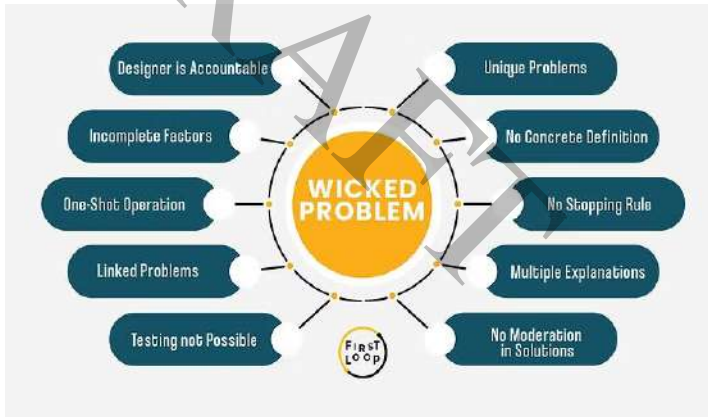 Designer is Accountable
Unique Problems
Incomplete Factors
No Concrete Definition
WICKED
PROBLEM
One-Shot Operation
No Stopping Rule
Linked Problems
Multiple Explanations
Testing not Possible
No Moderation
in Solutions
FIRST
LOOP